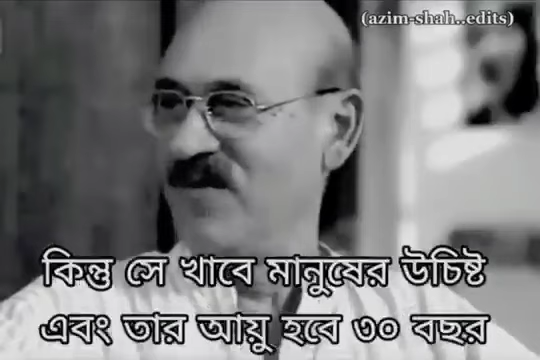 (azim-shah..edits)
কিন্তু সে খাবে মানুষের উচিষ্ট
এবং তার আয়ু হবে ৩০ বছর